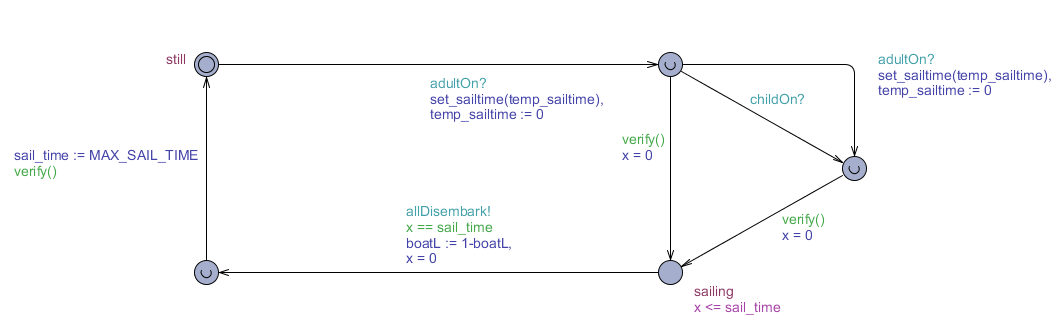 still
adultOn?
set_sailtime(temp_sailtime),
temp_sailtime := 0
adultOn?
set_sailtime(temp_sailtime),
temp_sailtime := 0
childOn?
verify()
x = 0
sail_time := MAX_SAIL_TIME
verify()
allDisembark!
x == sail_time
boatL := 1-boatL,
x = 0
verify()
x = 0
sailing
x <= sail_time